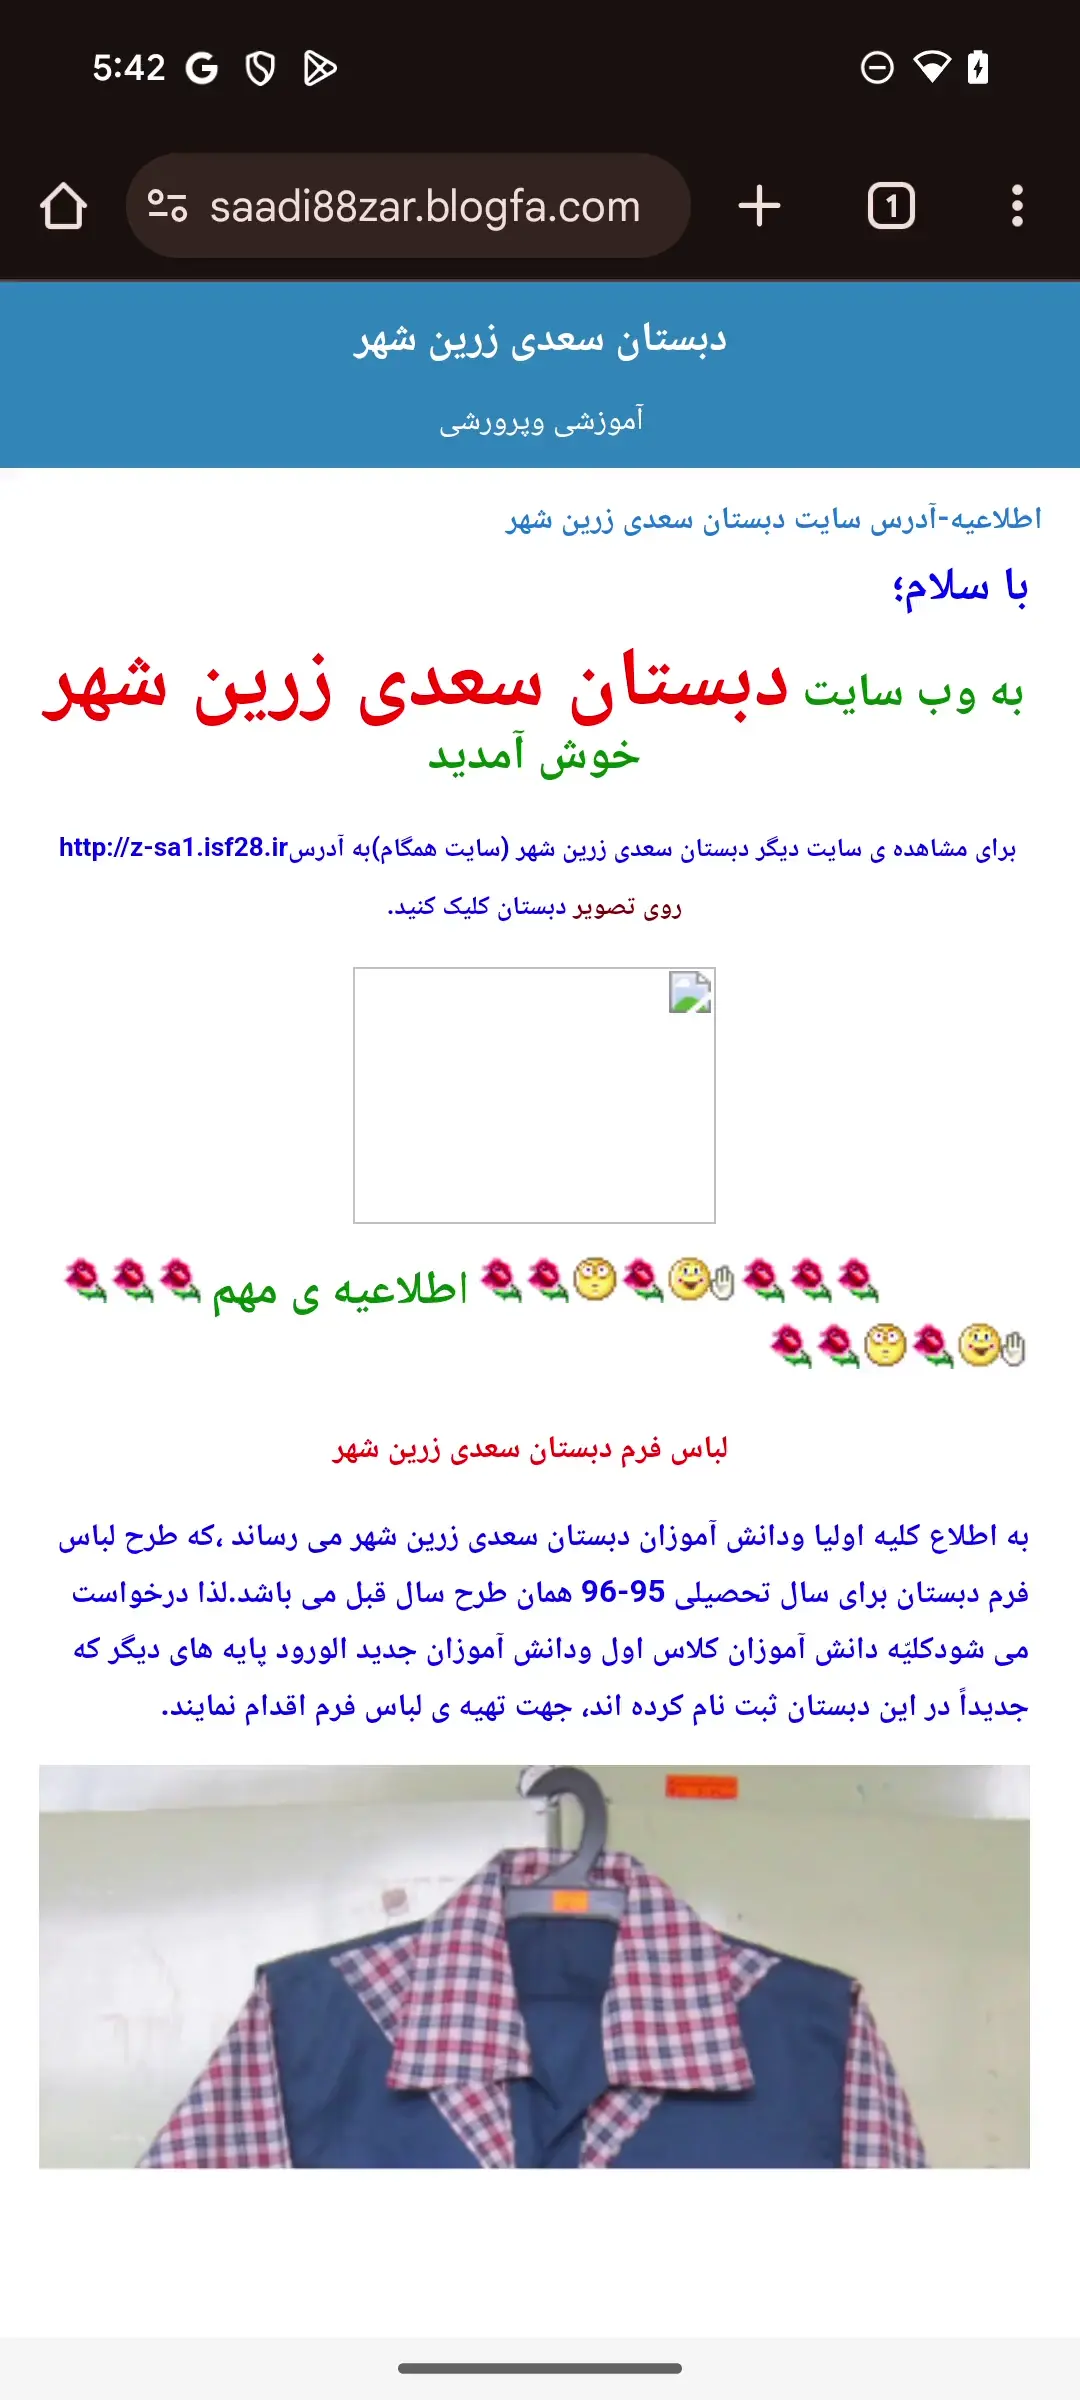 5:42
saadi88zar.blogfa.com
1
دبستان سعدی زرین شهر
آموزشی وپرورشی
اطلاعیه-آدرس سایت دبستان سعدی زرین شهر
با سلام؛
به وب سایت دبستان سعدی زرین شهر
خوش آمدید
برای مشاهده ی سایت دیگر دبستان سعدی زرین شهر (سایت همگام)به آدرسhttp://z-sa1.isf28.ir
روی تصویر دبستان کلیک کنید.
اطلاعیه ی مهم
لباس فرم دبستان سعدی زرین شهر
به اطلاع کلیه اولیا ودانش آموزان دبستان سعدی زرین شهر می رساند ،که طرح لباس
فرم دبستان برای سال تحصیلی 95-96 همان طرح سال قبل می باشد.لذا درخواست
می شودکلیّه دانش آموزان کلاس اول ودانش آموزان جدید الورود پایه های دیگر که
جدیداً در این دبستان ثبت نام کرده اند، جهت تهیه ی لباس فرم اقدام نمایند.